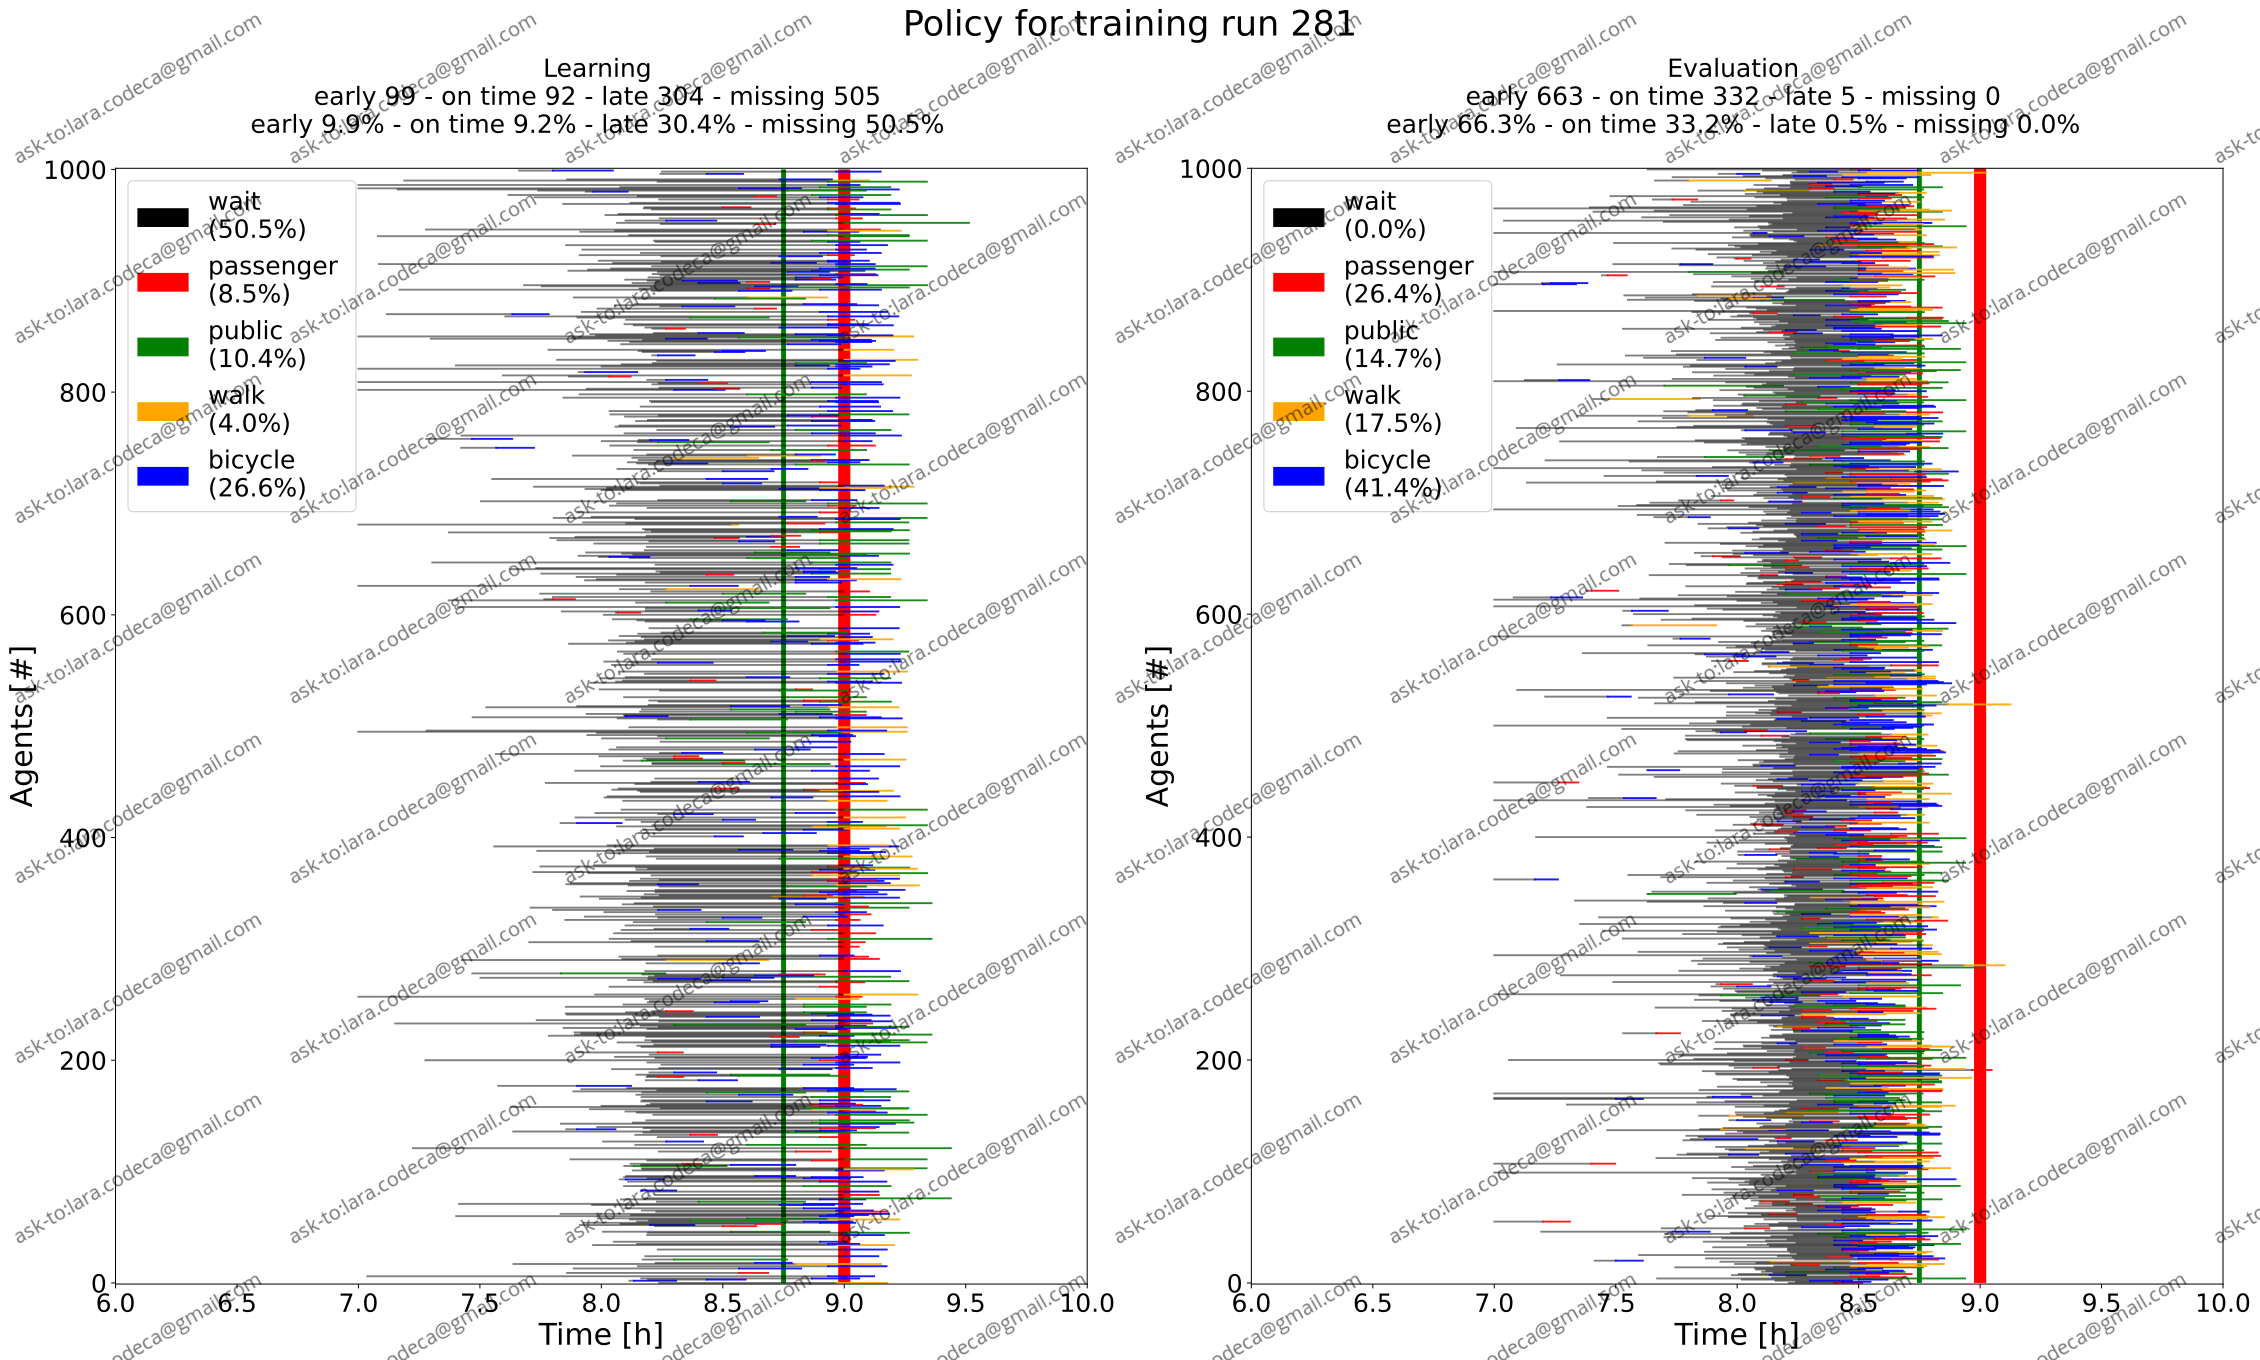 Policy for training run 281
Learning
early 99 - on time 92 - late 304 - missing 505
early 9.9% - on time 9.2% - late 30.4% - missing 50.5%
1000
800
600
400
200
0
Agents [#]
wait
(50.5%)
passenger
(8.5%)
public
(10.4%)
walk
(4.0%)
bicycle
(26.6%)
6.0 6.5 7.0 7.5 8.0 8.5 9.0 9.5 10.0
Time [h]
Evaluation
early 663 - on time 332 - late 5 - missing 0
early 66.3% - on time 33.2% - late 0.5% - missing 0.0%
1000
800
600
400
200
0
Agents [#]
wait
(0.0%)
passenger
(26.4%)
public
(14.7%)
walk
(17.5%)
bicycle
(41.4%)
6.0 6.5 7.0 7.5 8.0 8.5 9.0 9.5 10.0
Time [h]
ask-to:lara.codeca@gmail.com